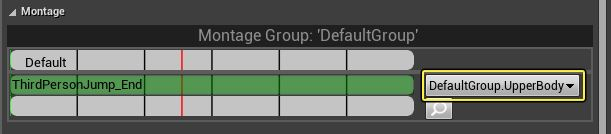 Montage
Montage Group: 'DefaultGroup'
Default
ThirdPersonJump_End
DefaultGroup.UpperBody